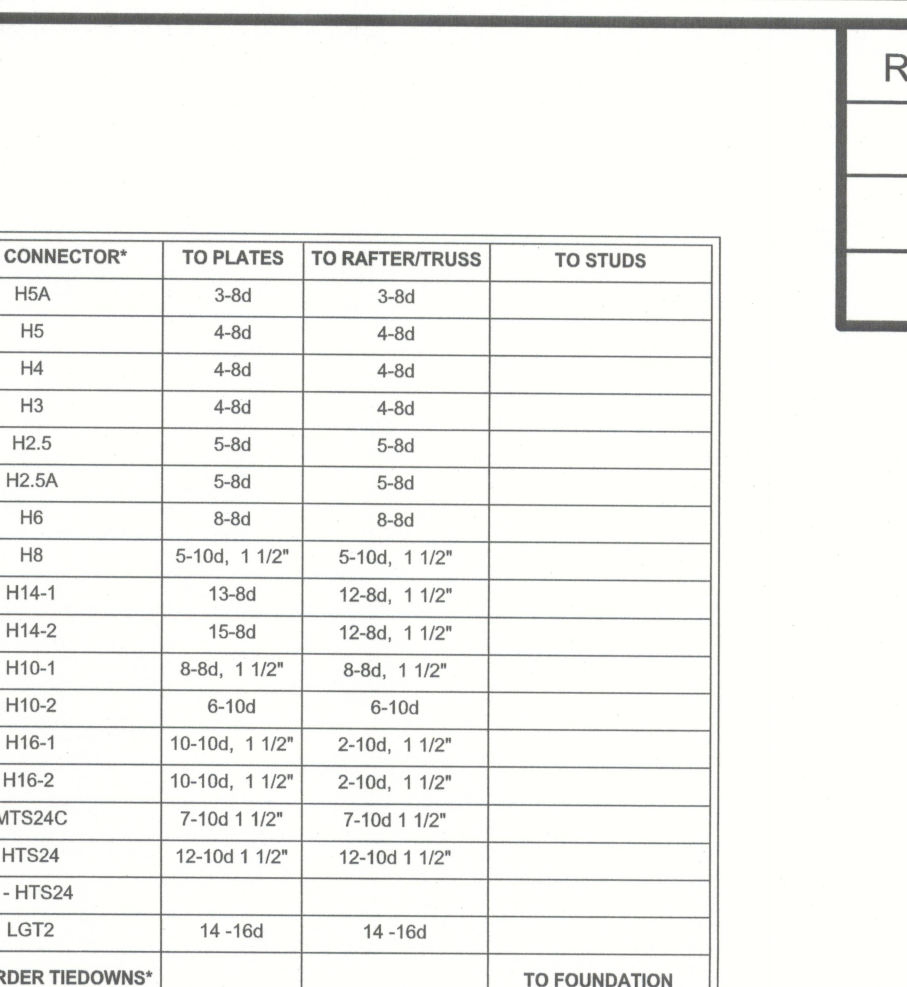 R
CONNECTOR* TO PLATES TO RAFTER/TRUSS TO STUDS
H5A 3-8d 3-8d
H5 4-8d 4-8d
H4 4-8d 4-8d
H3 4-8d 4-8d
H2.5 5-8d 5-8d
H2.5A 5-8d 5-8d
H6 8-8d 8-8d
H8 5-10d, 1 1/2" 5-10d, 1 1/2"
H14-1 13-8d 12-8d, 1 1/2"
H14-2 15-8d 12-8d, 1 1/2"
H10-1 8-8d, 1 1/2" 8-8d, 1 1/2"
H10-2 6-10d 6-10d
H16-1 10-10d, 1 1/2" 2-10d, 1 1/2"
H16-2 10-10d, 1 1/2" 2-10d, 1 1/2"
MTS24C 7-10d 1 1/2" 7-10d 1 1/2"
HTS24 12-10d 1 1/2" 12-10d 1 1/2"
- HTS24
LGT2 14 -16d 14 -16d
RDER TIEDOWNS* TO FOUNDATION